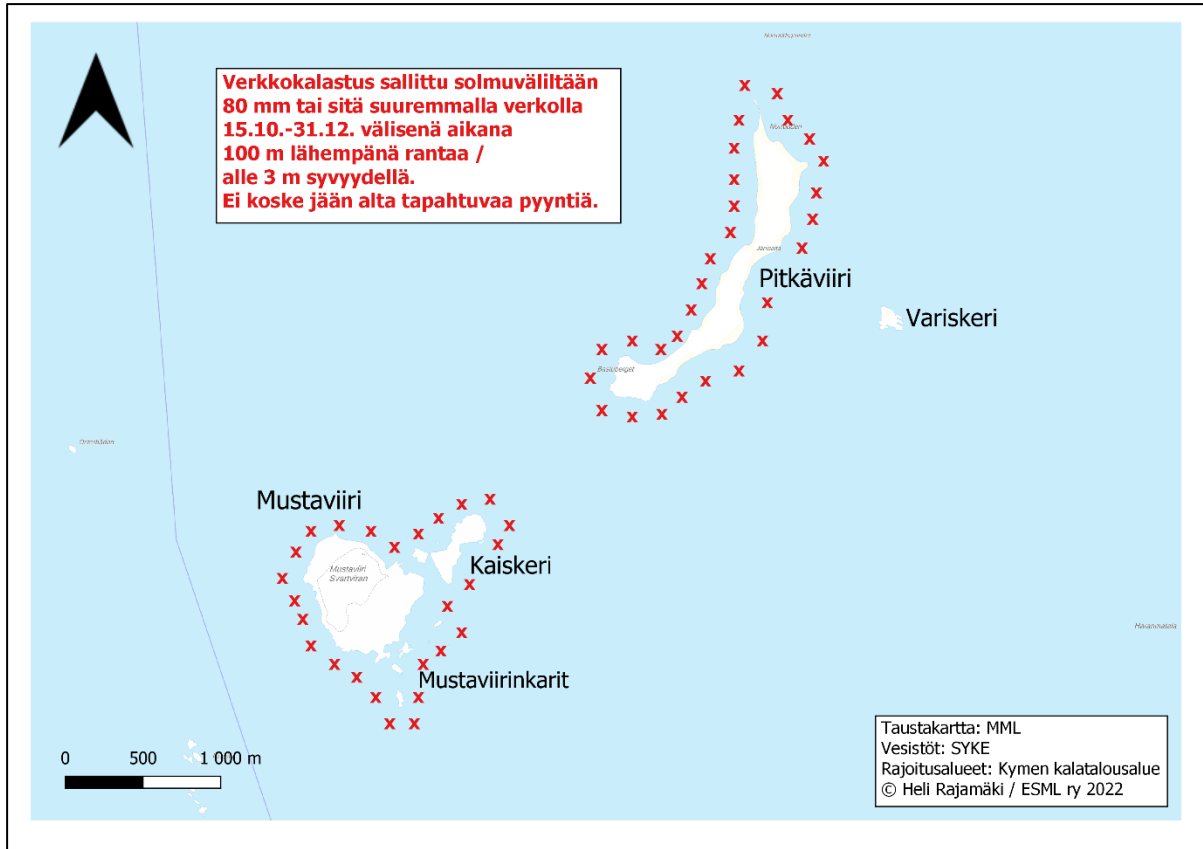 Verkkokalastus sallittu solmuväliltään
80 mm tai sitä suuremmalla verkolla
15.10.-31.12. välisenä aikana
100 m lähempänä rantaa /
alle 3 m syvyydellä.
Ei koske jään alta tapahtuvaa pyyntiä.
Pitkäviiri
Variskeri
Mustaviiri
Kaiskeri
Mustaviiri
Svartviran
Mustaviirinkarit
0 500 1 000 m
Taustakartta: MML
Vesistöt: SYKE
Rajoitusalueet: Kymen kalatalousalue
© Heli Rajamäki / ESML ry 2022